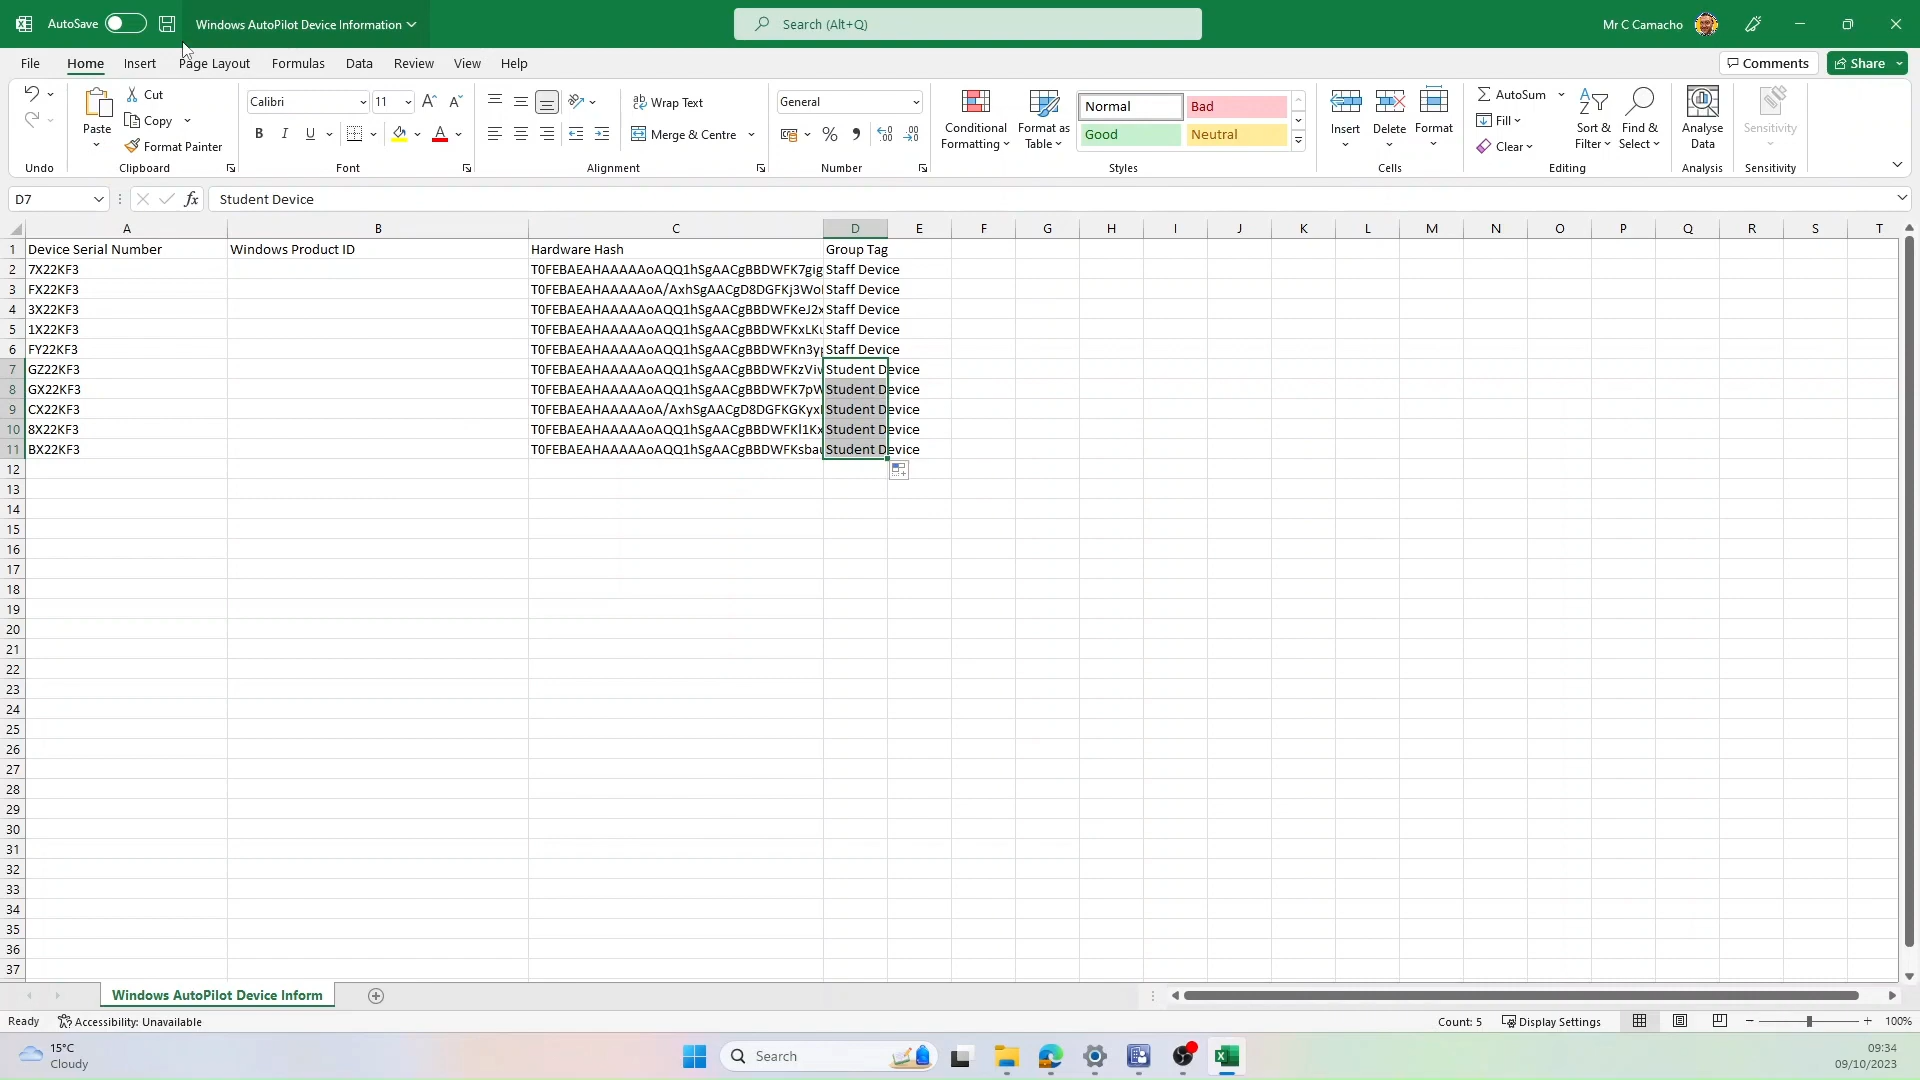 AutoSave
Windows AutoPilot Device Information
Search (Alt+Q)
Mr C Camacho
File Home Insert Page Layout Formulas Data Review View Help
Comments Share
Undo
Paste Cut Copy Format Painter
Clipboard
Calibri 11
B I U
Font
Wrap Text
Merge & Centre
Alignment
General
Number
Conditional Formatting
Format as Table
Normal Bad
Good Neutral
Styles
Insert Delete Format
Cells
AutoSum
Fill
Clear
Sort & Filter
Find & Select
Editing
Analyse Data
Analysis
Sensitivity
Sensitivity
D7 fx Student Device
A B C D E F G H I J K L M N O P Q R S T
1 Device Serial Number Windows Product ID Hardware Hash Group Tag
2 7X22KF3 T0FEBAEAHAAAAAoAQQ1hSgAACgBBDWFK7gig Staff Device
3 FX22KF3 T0FEBAEAHAAAAAoA/AxhSgAACgD8DGFKj3Wo Staff Device
4 3X22KF3 T0FEBAEAHAAAAAoAQQ1hSgAACgBBDWFKeJ2x Staff Device
5 1X22KF3 T0FEBAEAHAAAAAoAQQ1hSgAACgBBDWFKxLKu Staff Device
6 FY22KF3 T0FEBAEAHAAAAAoAQQ1hSgAACgBBDWFKn3y Staff Device
7 GZ22KF3 T0FEBAEAHAAAAAoAQQ1hSgAACgBBDWFKzViv Student Device
8 GX22KF3 T0FEBAEAHAAAAAoAQQ1hSgAACgBBDWFK7pW Student Device
9 CX22KF3 T0FEBAEAHAAAAAoA/AxhSgAACgD8DGFKGKyx Student Device
10 8X22KF3 T0FEBAEAHAAAAAoAQQ1hSgAACgBBDWFKl1Kx Student Device
11 BX22KF3 T0FEBAEAHAAAAAoAQQ1hSgAACgBBDWFKsbau Student Device
12
13
14
15
16
17
18
19
20
21
22
23
24
25
26
27
28
29
30
31
32
33
34
35
36
37
Windows AutoPilot Device Inform
Ready Accessibility: Unavailable
Count: 5 Display Settings 100%
15°C
Cloudy
Search
09:34
09/10/2023